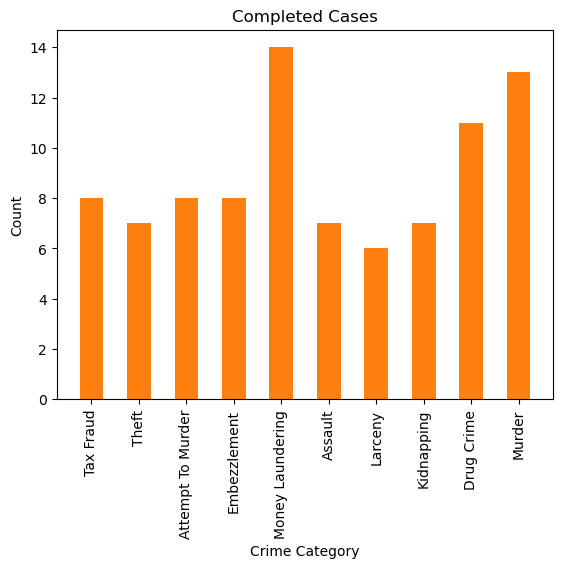 Completed Cases
Count
14
12
10
8
6
4
2
0
Tax Fraud
Theft
Attempt To Murder
Embezzlement
Money Laundering
Assault
Larceny
Kidnapping
Drug Crime
Murder
Crime Category